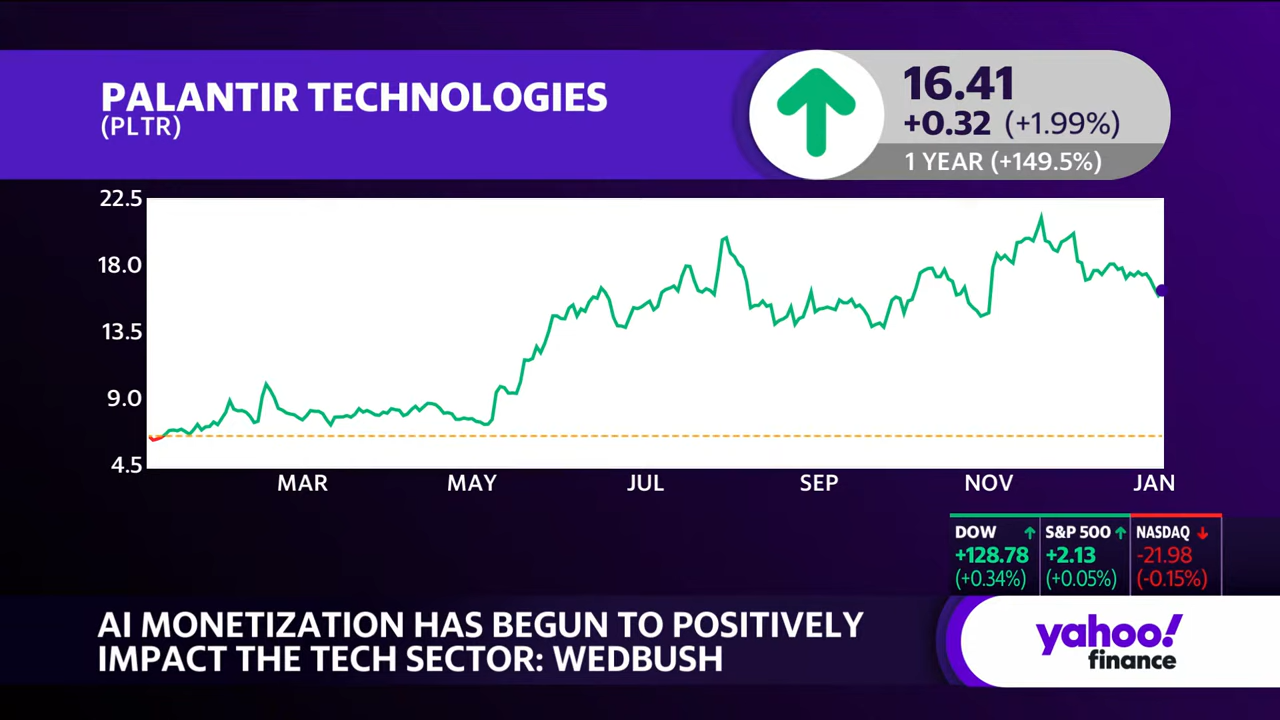 PALANTIR TECHNOLOGIES
(PLTR)
16.41
+0.32 (+1.99%)
1 YEAR (+149.5%)
22.5
18.0
13.5
9.0
4.5
MAR MAY JUL SEP NOV JAN
DOW S&P 500 NASDAQ
+128.78 +2.13 -21.98
(+0.34%) (+0.05%) (-0.15%)
AI MONETIZATION HAS BEGUN TO POSITIVELY
IMPACT THE TECH SECTOR: WEDBUSH
yahoo!
finance